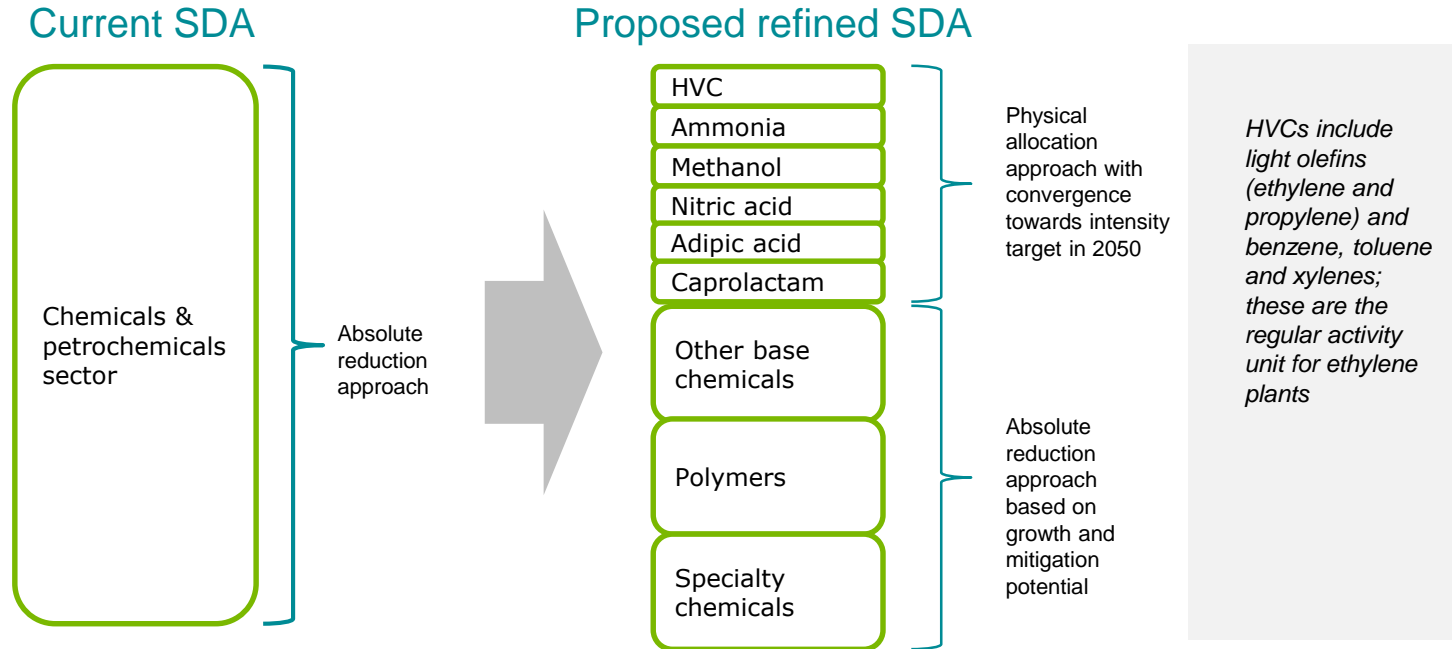 Current SDA
Chemicals &
petrochemicals
sector
Absolute
reduction
approach
Proposed refined SDA
HVC
Ammonia
Methanol
Nitric acid
Adipic acid
Caprolactam
Other base
chemicals
Polymers
Specialty
chemicals
Physical
allocation
approach with
convergence
towards intensity
target in 2050
Absolute
reduction
approach
based on
growth and
mitigation
potential
HVCs include
light olefins
(ethylene and
propylene) and
benzene, toluene
and xylenes;
these are the
regular activity
unit for ethylene
plants